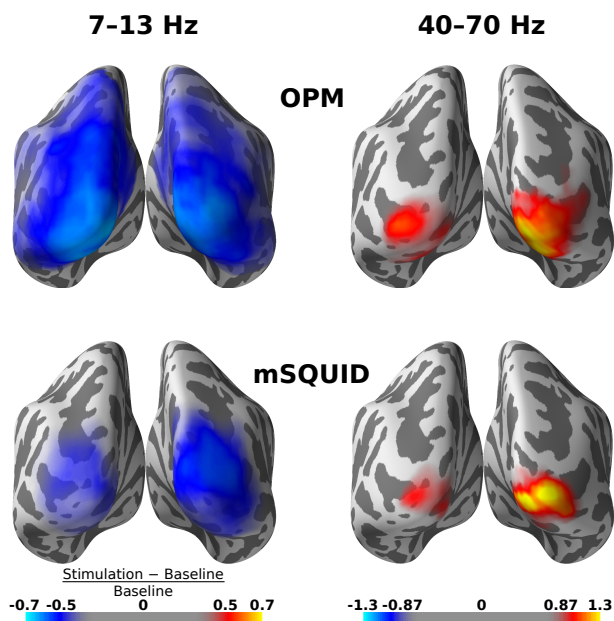 7–13 Hz 40–70 Hz
OPM
mSQUID
Stimulation − Baseline
Baseline
-0.7 -0.5 0 0.5 0.7 -1.3 -0.87 0 0.87 1.3